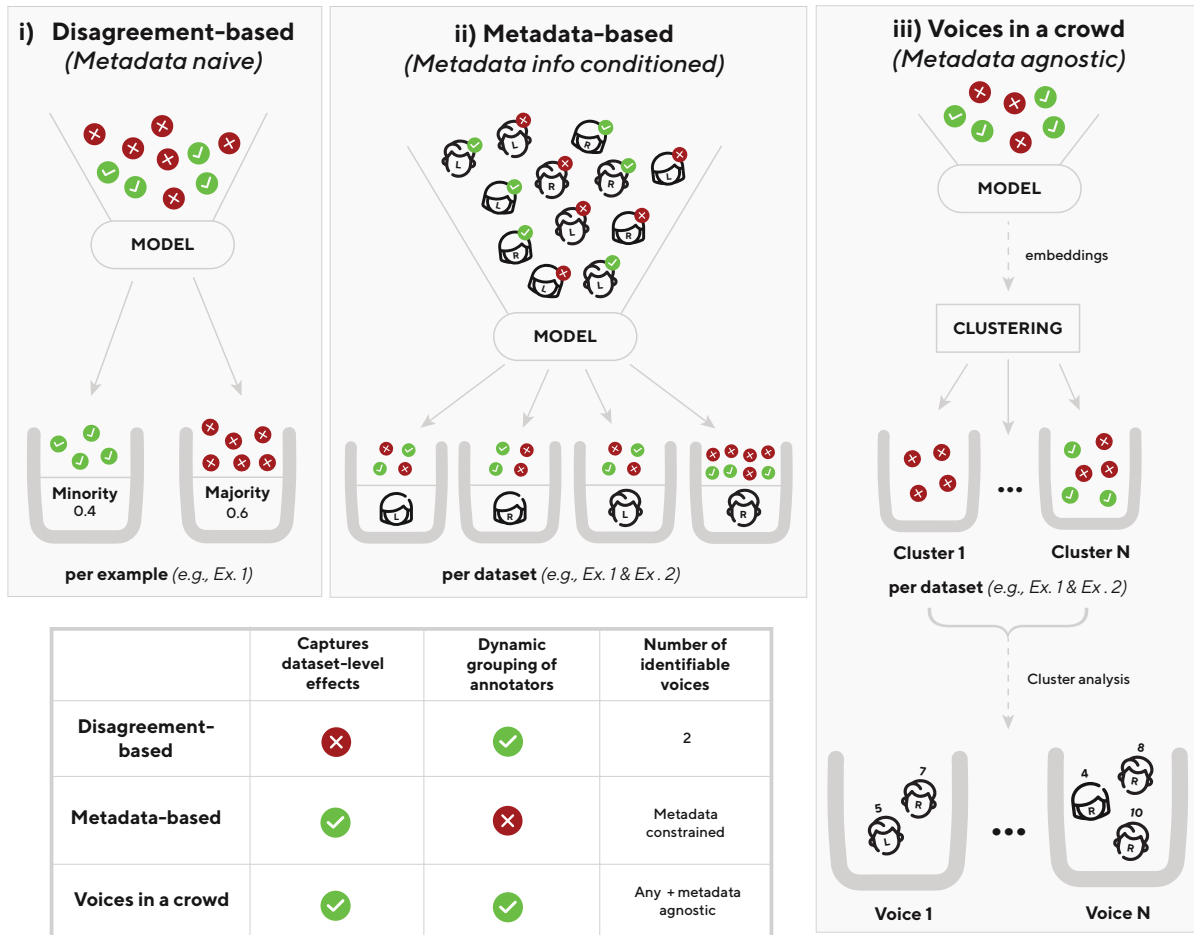 i) Disagreement-based
(Metadata naive)
MODEL
Minority
0.4
Majority
0.6
per example (e.g., Ex. 1)
ii) Metadata-based
(Metadata info conditioned)
L
L
R
L
R
R
L
L
R
R
L
L
MODEL
L
R
L
R
per dataset (e.g., Ex. 1 & Ex . 2)
iii) Voices in a crowd
(Metadata agnostic)
MODEL
embeddings
CLUSTERING
...
Cluster 1
Cluster N
per dataset (e.g., Ex. 1 & Ex . 2)
Cluster analysis
7
R
5
L
...
8
R
4
R
10
R
Voice 1
Voice N
Captures
dataset-level
effects
Dynamic
grouping of
annotators
Number of
identifiable
voices
Disagreement-
based
2
Metadata-based
Metadata
constrained
Voices in a crowd
Any + metadata
agnostic